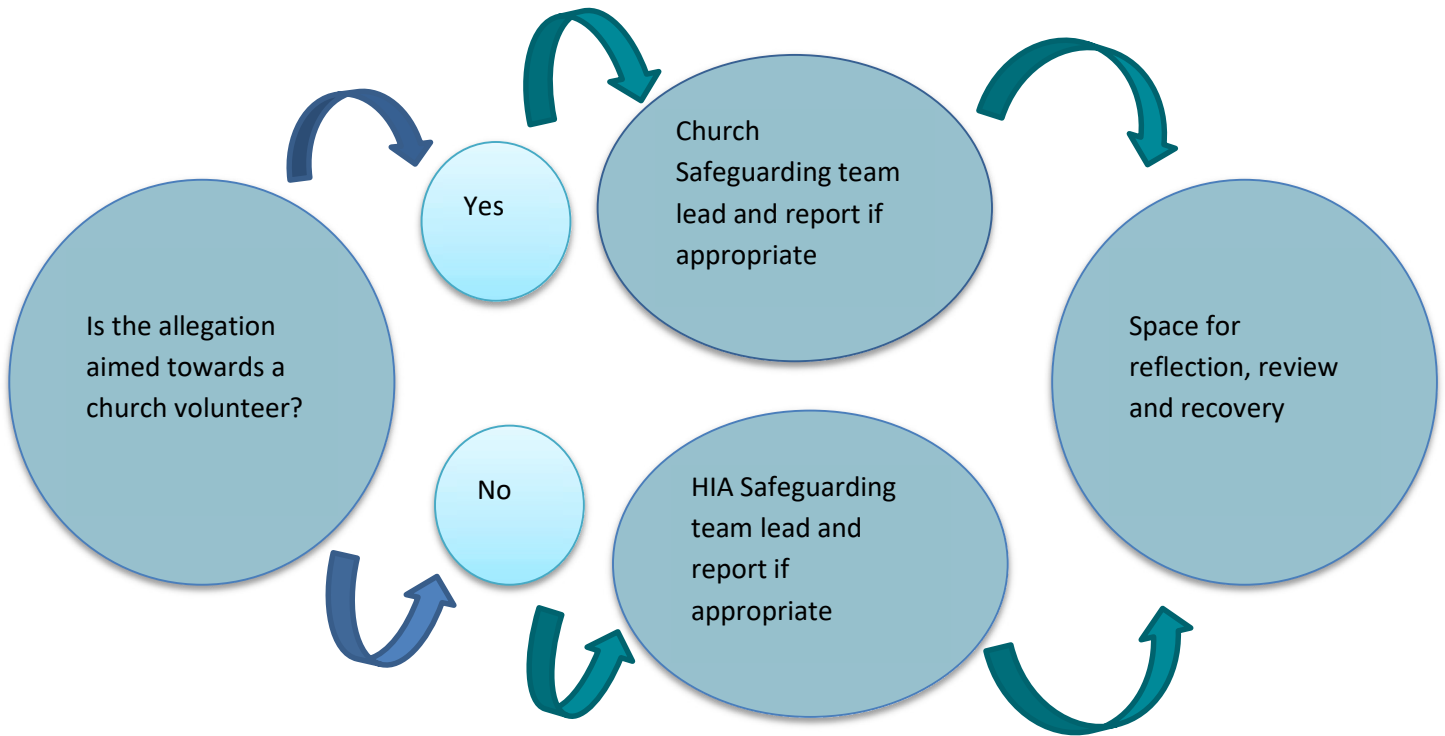 Is the allegation
aimed towards a
church volunteer?
Yes
Church
Safeguarding team
lead and report if
appropriate
No
HIA Safeguarding
team lead and
report if
appropriate
Space for
reflection, review
and recovery